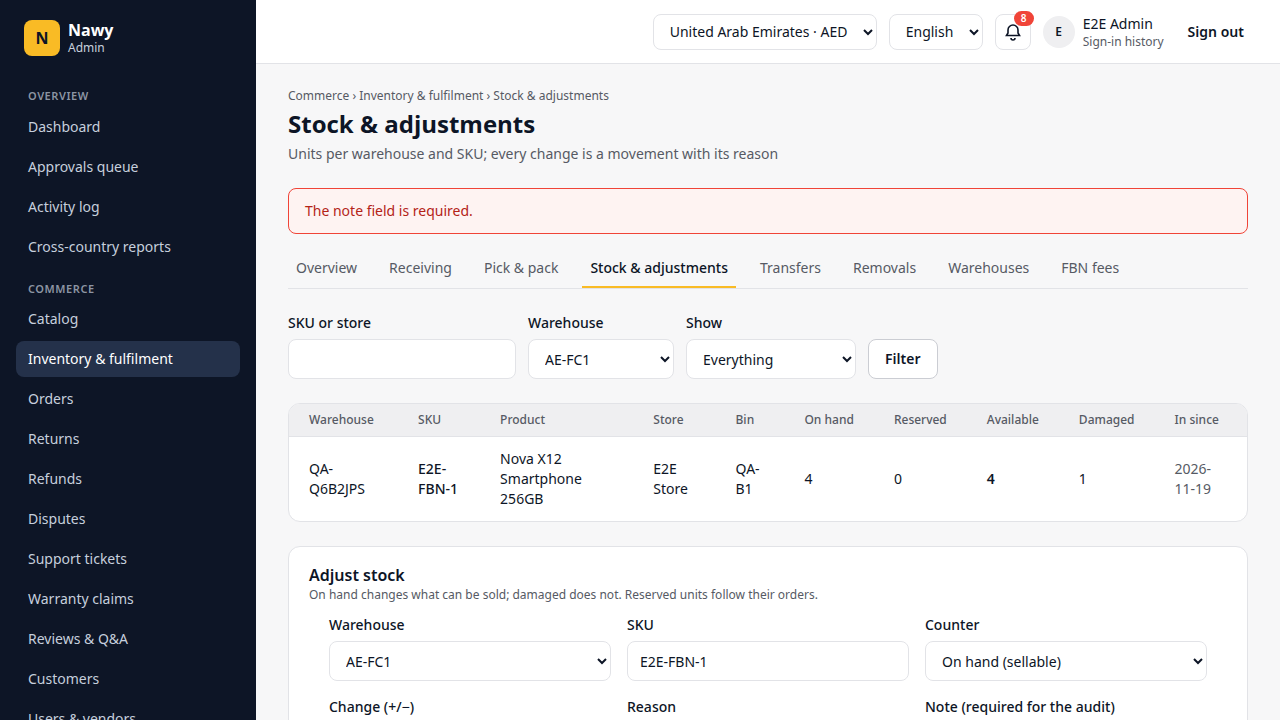 N
Nawy
Admin
United Arab Emirates · AED
English
8
E
E2E Admin
Sign-in history
Sign out
OVERVIEW
Dashboard
Approvals queue
Activity log
Cross-country reports
COMMERCE
Catalog
Inventory & fulfilment
Orders
Returns
Refunds
Disputes
Support tickets
Warranty claims
Reviews & Q&A
Customers
Users & vendors
Commerce › Inventory & fulfilment › Stock & adjustments
Stock & adjustments
Units per warehouse and SKU; every change is a movement with its reason
The note field is required.
Overview Receiving Pick & pack Stock & adjustments Transfers Removals Warehouses FBN fees
SKU or store Warehouse Show
AE-FC1 Everything Filter
Warehouse SKU Product Store Bin On hand Reserved Available Damaged In since
QA-Q6B2JPS E2E-FBN-1 Nova X12 Smartphone 256GB E2E Store QA-B1 4 0 4 1 2026-11-19
Adjust stock
On hand changes what can be sold; damaged does not. Reserved units follow their orders.
Warehouse SKU Counter
AE-FC1 E2E-FBN-1 On hand (sellable)
Change (+/−) Reason Note (required for the audit)